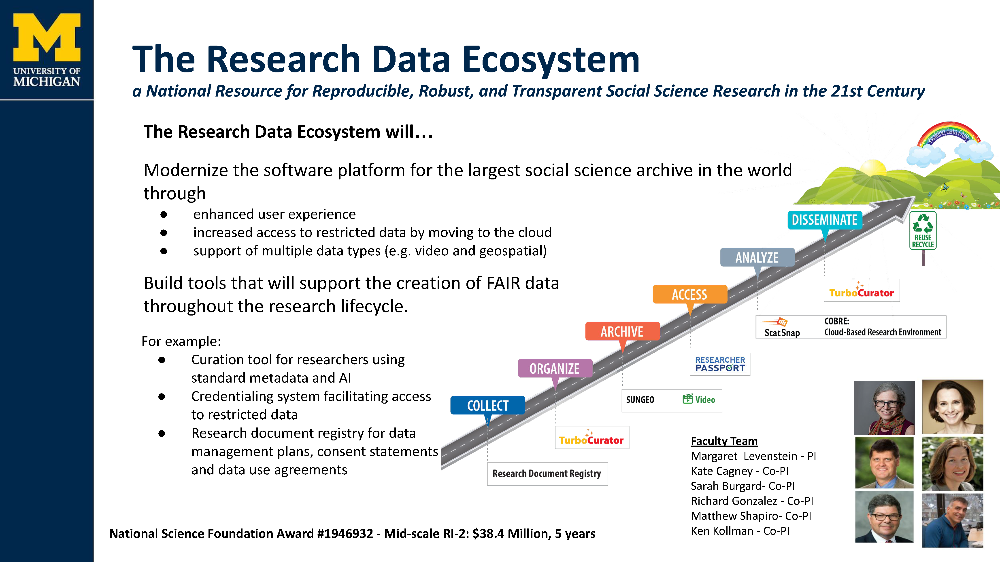 M
UNIVERSITY OF
MICHIGAN
The Research Data Ecosystem
a National Resource for Reproducible, Robust, and Transparent Social Science Research in the 21st Century
The Research Data Ecosystem will...
Modernize the software platform for the largest social science archive in the world
through
● enhanced user experience
● increased access to restricted data by moving to the cloud
● support of multiple data types (e.g. video and geospatial)
Build tools that will support the creation of FAIR data
throughout the research lifecycle.
For example:
● Curation tool for researchers using
standard metadata and AI
● Credentialing system facilitating access
to restricted data
● Research document registry for data
management plans, consent statements
and data use agreements
making data FAIR
DISSEMINATE
REUSE
RECYCLE
ANALYZE
TurboCurator
ACCESS
StatSnap
COBRE:
Cloud-Based Research Environment
ARCHIVE
RESEARCHER
PASSPORT
ORGANIZE
SUNGEO
Video
COLLECT
TurboCurator
Research Document Registry
Faculty Team
Margaret Levenstein - PI
Kate Cagney - Co-PI
Sarah Burgard- Co-PI
Richard Gonzalez - Co-PI
Matthew Shapiro- Co-PI
Ken Kollman - Co-PI
National Science Foundation Award #1946932 - Mid-scale RI-2: $38.4 Million, 5 years